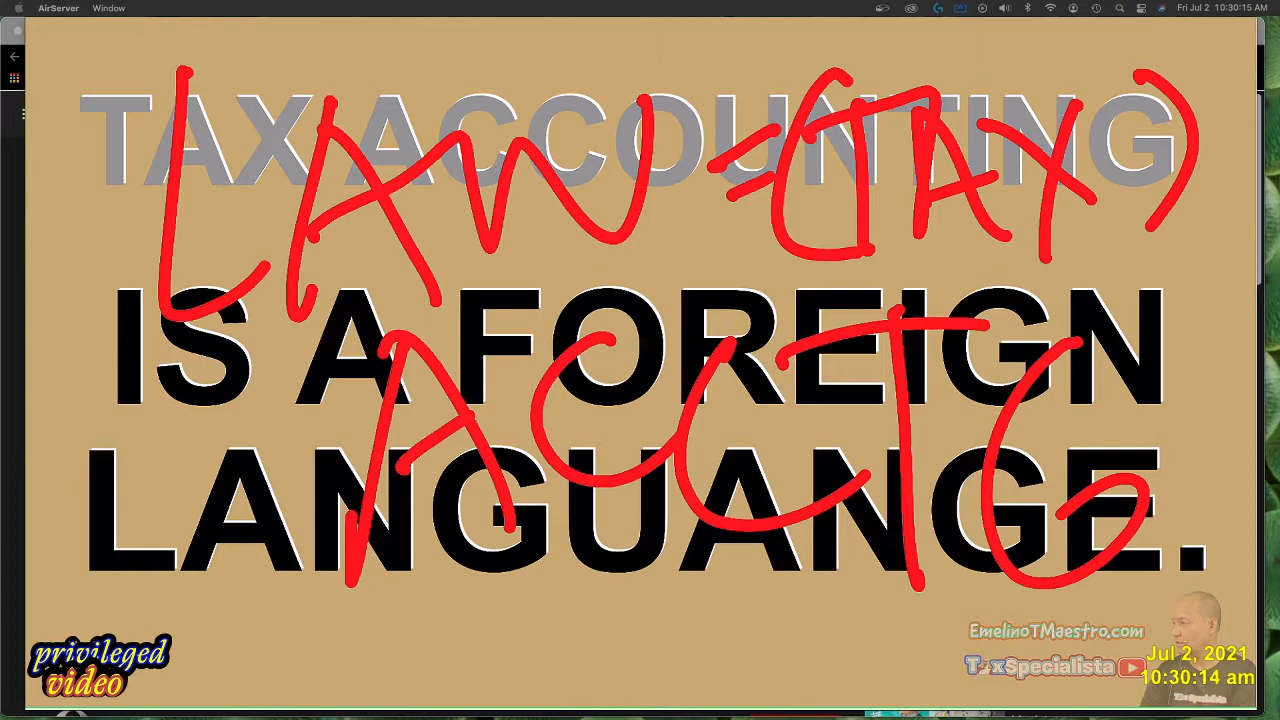 AirServer Window Fri Jul 2 10:30:15 AM
TAX ACCOUNTING
LAW = (TAX)
IS A FOREIGN
ACCTG
LANGUANGE.
EmelinoTMaestro.com
privileged
video
TaxSpecialista
Jul 2, 2021
10:30:14 am